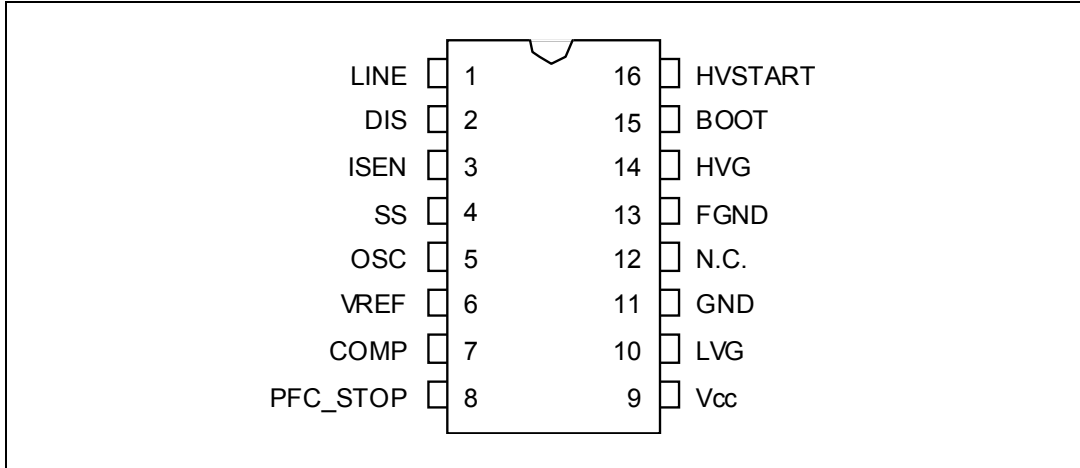 LINE 1 16 HVSTART
DIS 2 15 BOOT
ISEN 3 14 HVG
SS 4 13 FGND
OSC 5 12 N.C.
VREF 6 11 GND
COMP 7 10 LVG
PFC_STOP 8 9 Vcc